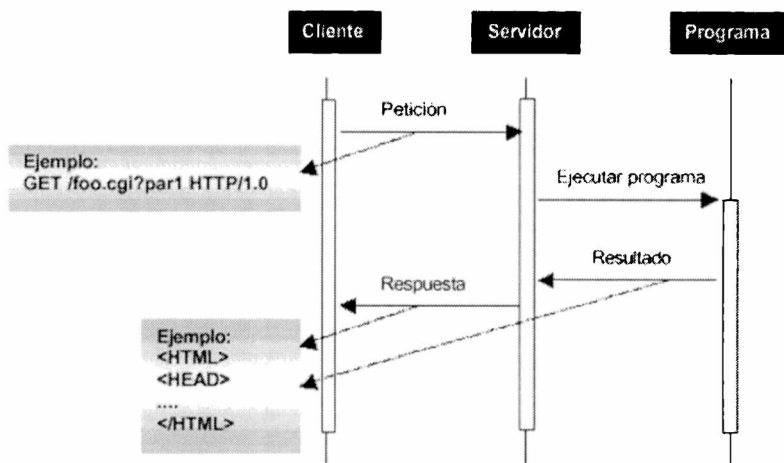 Cliente
Servidor
Programa
Petición
Ejemplo:
GET /foo.cgi?par1 HTTP/1.0
Ejecutar programa
Resultado
Respuesta
Ejemplo:
<HTML>
<HEAD>
....
</HTML>